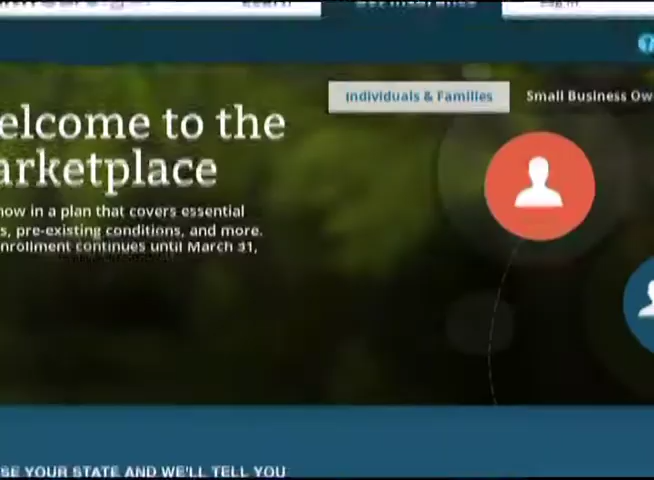 Individuals & Families
Small Business Ow
elcome to the
arketplace
now in a plan that covers essential
s, pre-existing conditions, and more.
nrollment continues until March 31,
SE YOUR STATE AND WE'LL TELL YOU